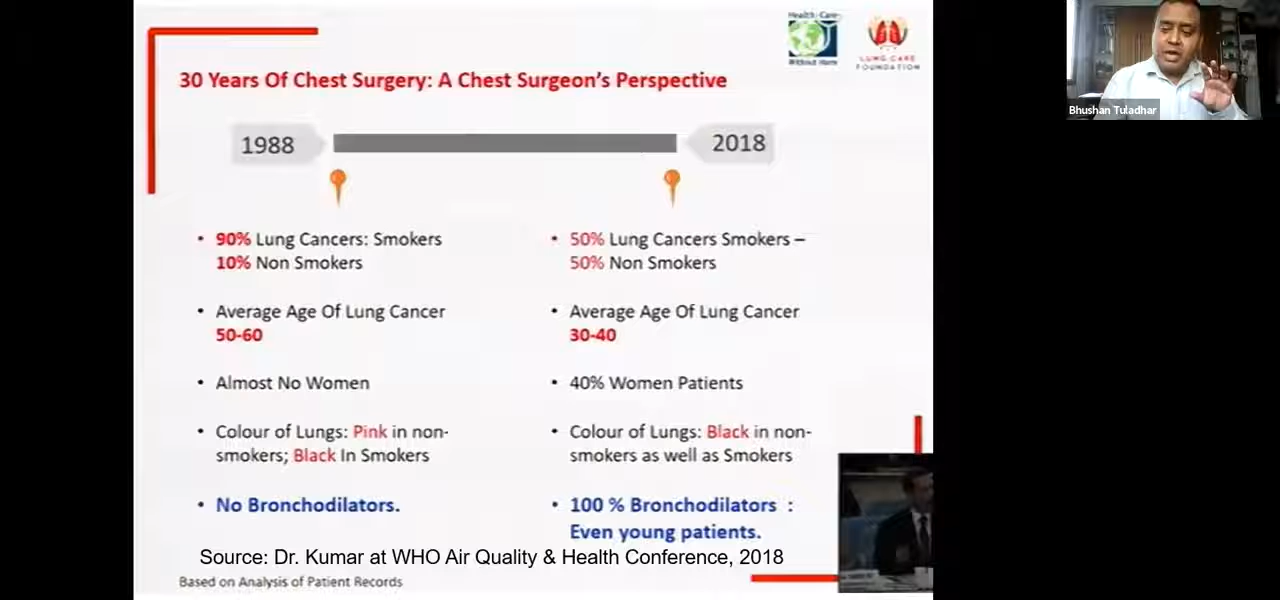 Health Care
Without Harm
LUNG CARE
FOUNDATION
Bhushan Tuladhar
30 Years Of Chest Surgery: A Chest Surgeon's Perspective
1988
2018
• 90% Lung Cancers: Smokers
10% Non Smokers
• Average Age Of Lung Cancer
50-60
• Almost No Women
• Colour of Lungs: Pink in non-
smokers; Black In Smokers
• No Bronchodilators.
• 50% Lung Cancers Smokers –
50% Non Smokers
• Average Age Of Lung Cancer
30-40
• 40% Women Patients
• Colour of Lungs: Black in non-
smokers as well as Smokers
• 100 % Bronchodilators :
Even young patients.
Source: Dr. Kumar at WHO Air Quality & Health Conference, 2018
Based on Analysis of Patient Records